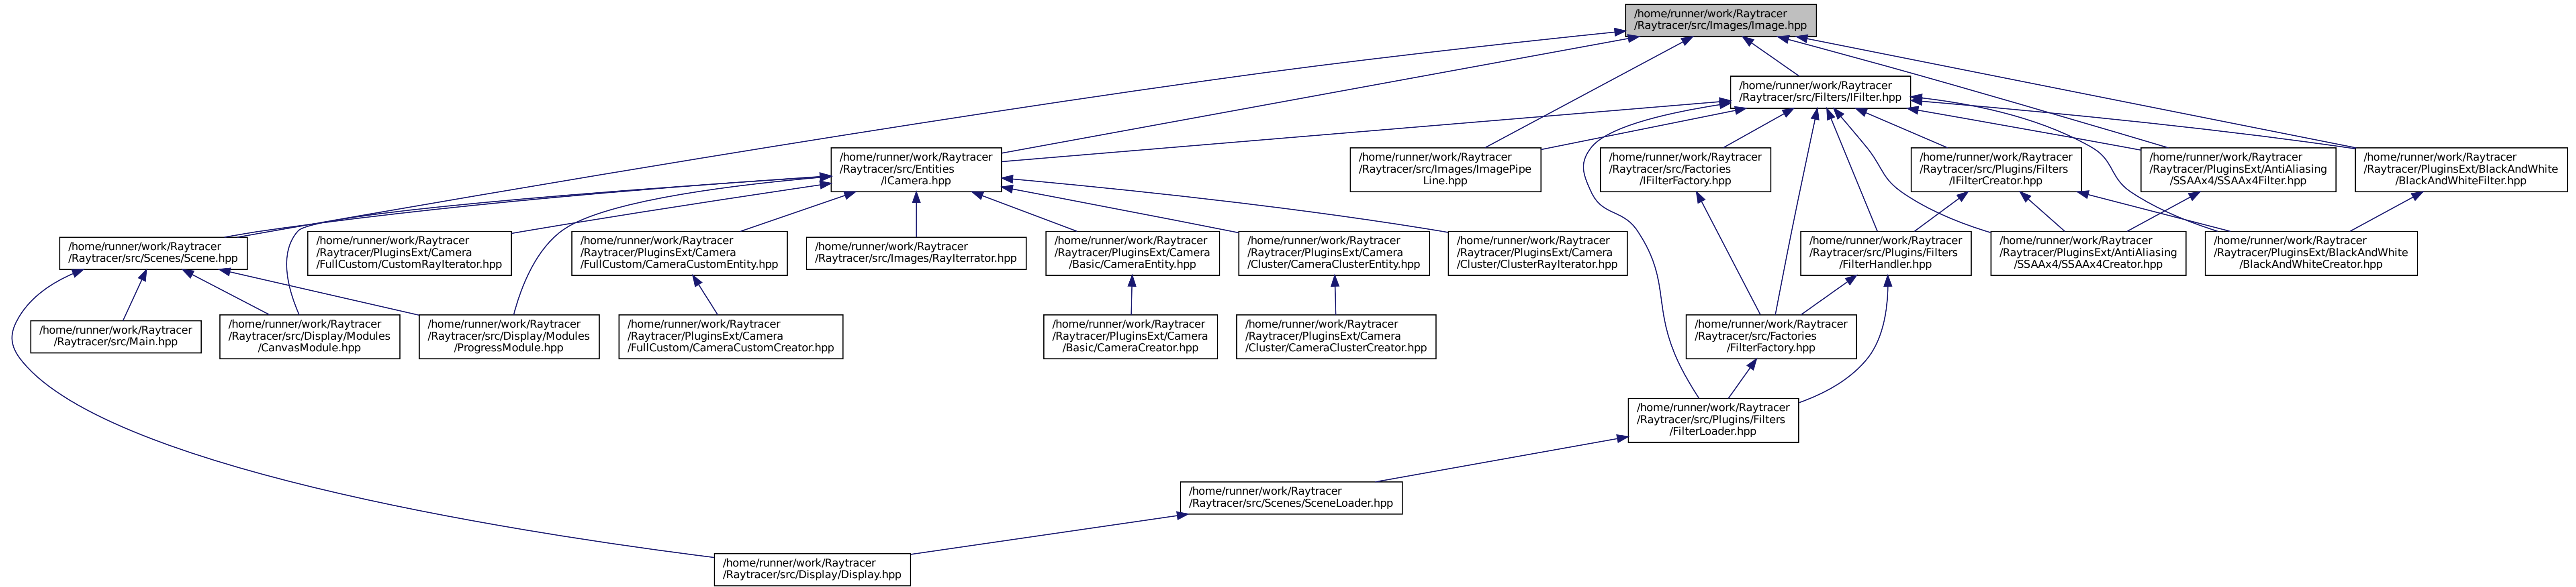 /home/runner/work/Raytracer
/Raytracer/src/Images/Image.hpp
/home/runner/work/Raytracer
/Raytracer/src/Filters/IFilter.hpp
/home/runner/work/Raytracer
/Raytracer/src/Entities
/ICamera.hpp
/home/runner/work/Raytracer
/Raytracer/src/Images/ImagePipe
Line.hpp
/home/runner/work/Raytracer
/Raytracer/src/Factories
/IFilterFactory.hpp
/home/runner/work/Raytracer
/Raytracer/src/Plugins/Filters
/IFilterCreator.hpp
/home/runner/work/Raytracer
/Raytracer/PluginsExt/AntiAliasing
/SSAAx4/SSAAx4Filter.hpp
/home/runner/work/Raytracer
/Raytracer/PluginsExt/BlackAndWhite
/BlackAndWhiteFilter.hpp
/home/runner/work/Raytracer
/Raytracer/src/Scenes/Scene.hpp
/home/runner/work/Raytracer
/Raytracer/PluginsExt/Camera
/FullCustom/CustomRayIterator.hpp
/home/runner/work/Raytracer
/Raytracer/PluginsExt/Camera
/FullCustom/CameraCustomEntity.hpp
/home/runner/work/Raytracer
/Raytracer/src/Images/RayIterrator.hpp
/home/runner/work/Raytracer
/Raytracer/PluginsExt/Camera
/Basic/CameraEntity.hpp
/home/runner/work/Raytracer
/Raytracer/PluginsExt/Camera
/Cluster/CameraClusterEntity.hpp
/home/runner/work/Raytracer
/Raytracer/PluginsExt/Camera
/Cluster/ClusterRayIterator.hpp
/home/runner/work/Raytracer
/Raytracer/src/Plugins/Filters
/FilterHandler.hpp
/home/runner/work/Raytracer
/Raytracer/PluginsExt/AntiAliasing
/SSAAx4/SSAAx4Creator.hpp
/home/runner/work/Raytracer
/Raytracer/PluginsExt/BlackAndWhite
/BlackAndWhiteCreator.hpp
/home/runner/work/Raytracer
/Raytracer/src/Main.hpp
/home/runner/work/Raytracer
/Raytracer/src/Display/Modules
/CanvasModule.hpp
/home/runner/work/Raytracer
/Raytracer/src/Display/Modules
/ProgressModule.hpp
/home/runner/work/Raytracer
/Raytracer/PluginsExt/Camera
/FullCustom/CameraCustomCreator.hpp
/home/runner/work/Raytracer
/Raytracer/PluginsExt/Camera
/Basic/CameraCreator.hpp
/home/runner/work/Raytracer
/Raytracer/PluginsExt/Camera
/Cluster/CameraClusterCreator.hpp
/home/runner/work/Raytracer
/Raytracer/src/Factories
/FilterFactory.hpp
/home/runner/work/Raytracer
/Raytracer/src/Plugins/Filters
/FilterLoader.hpp
/home/runner/work/Raytracer
/Raytracer/src/Scenes/SceneLoader.hpp
/home/runner/work/Raytracer
/Raytracer/src/Display/Display.hpp